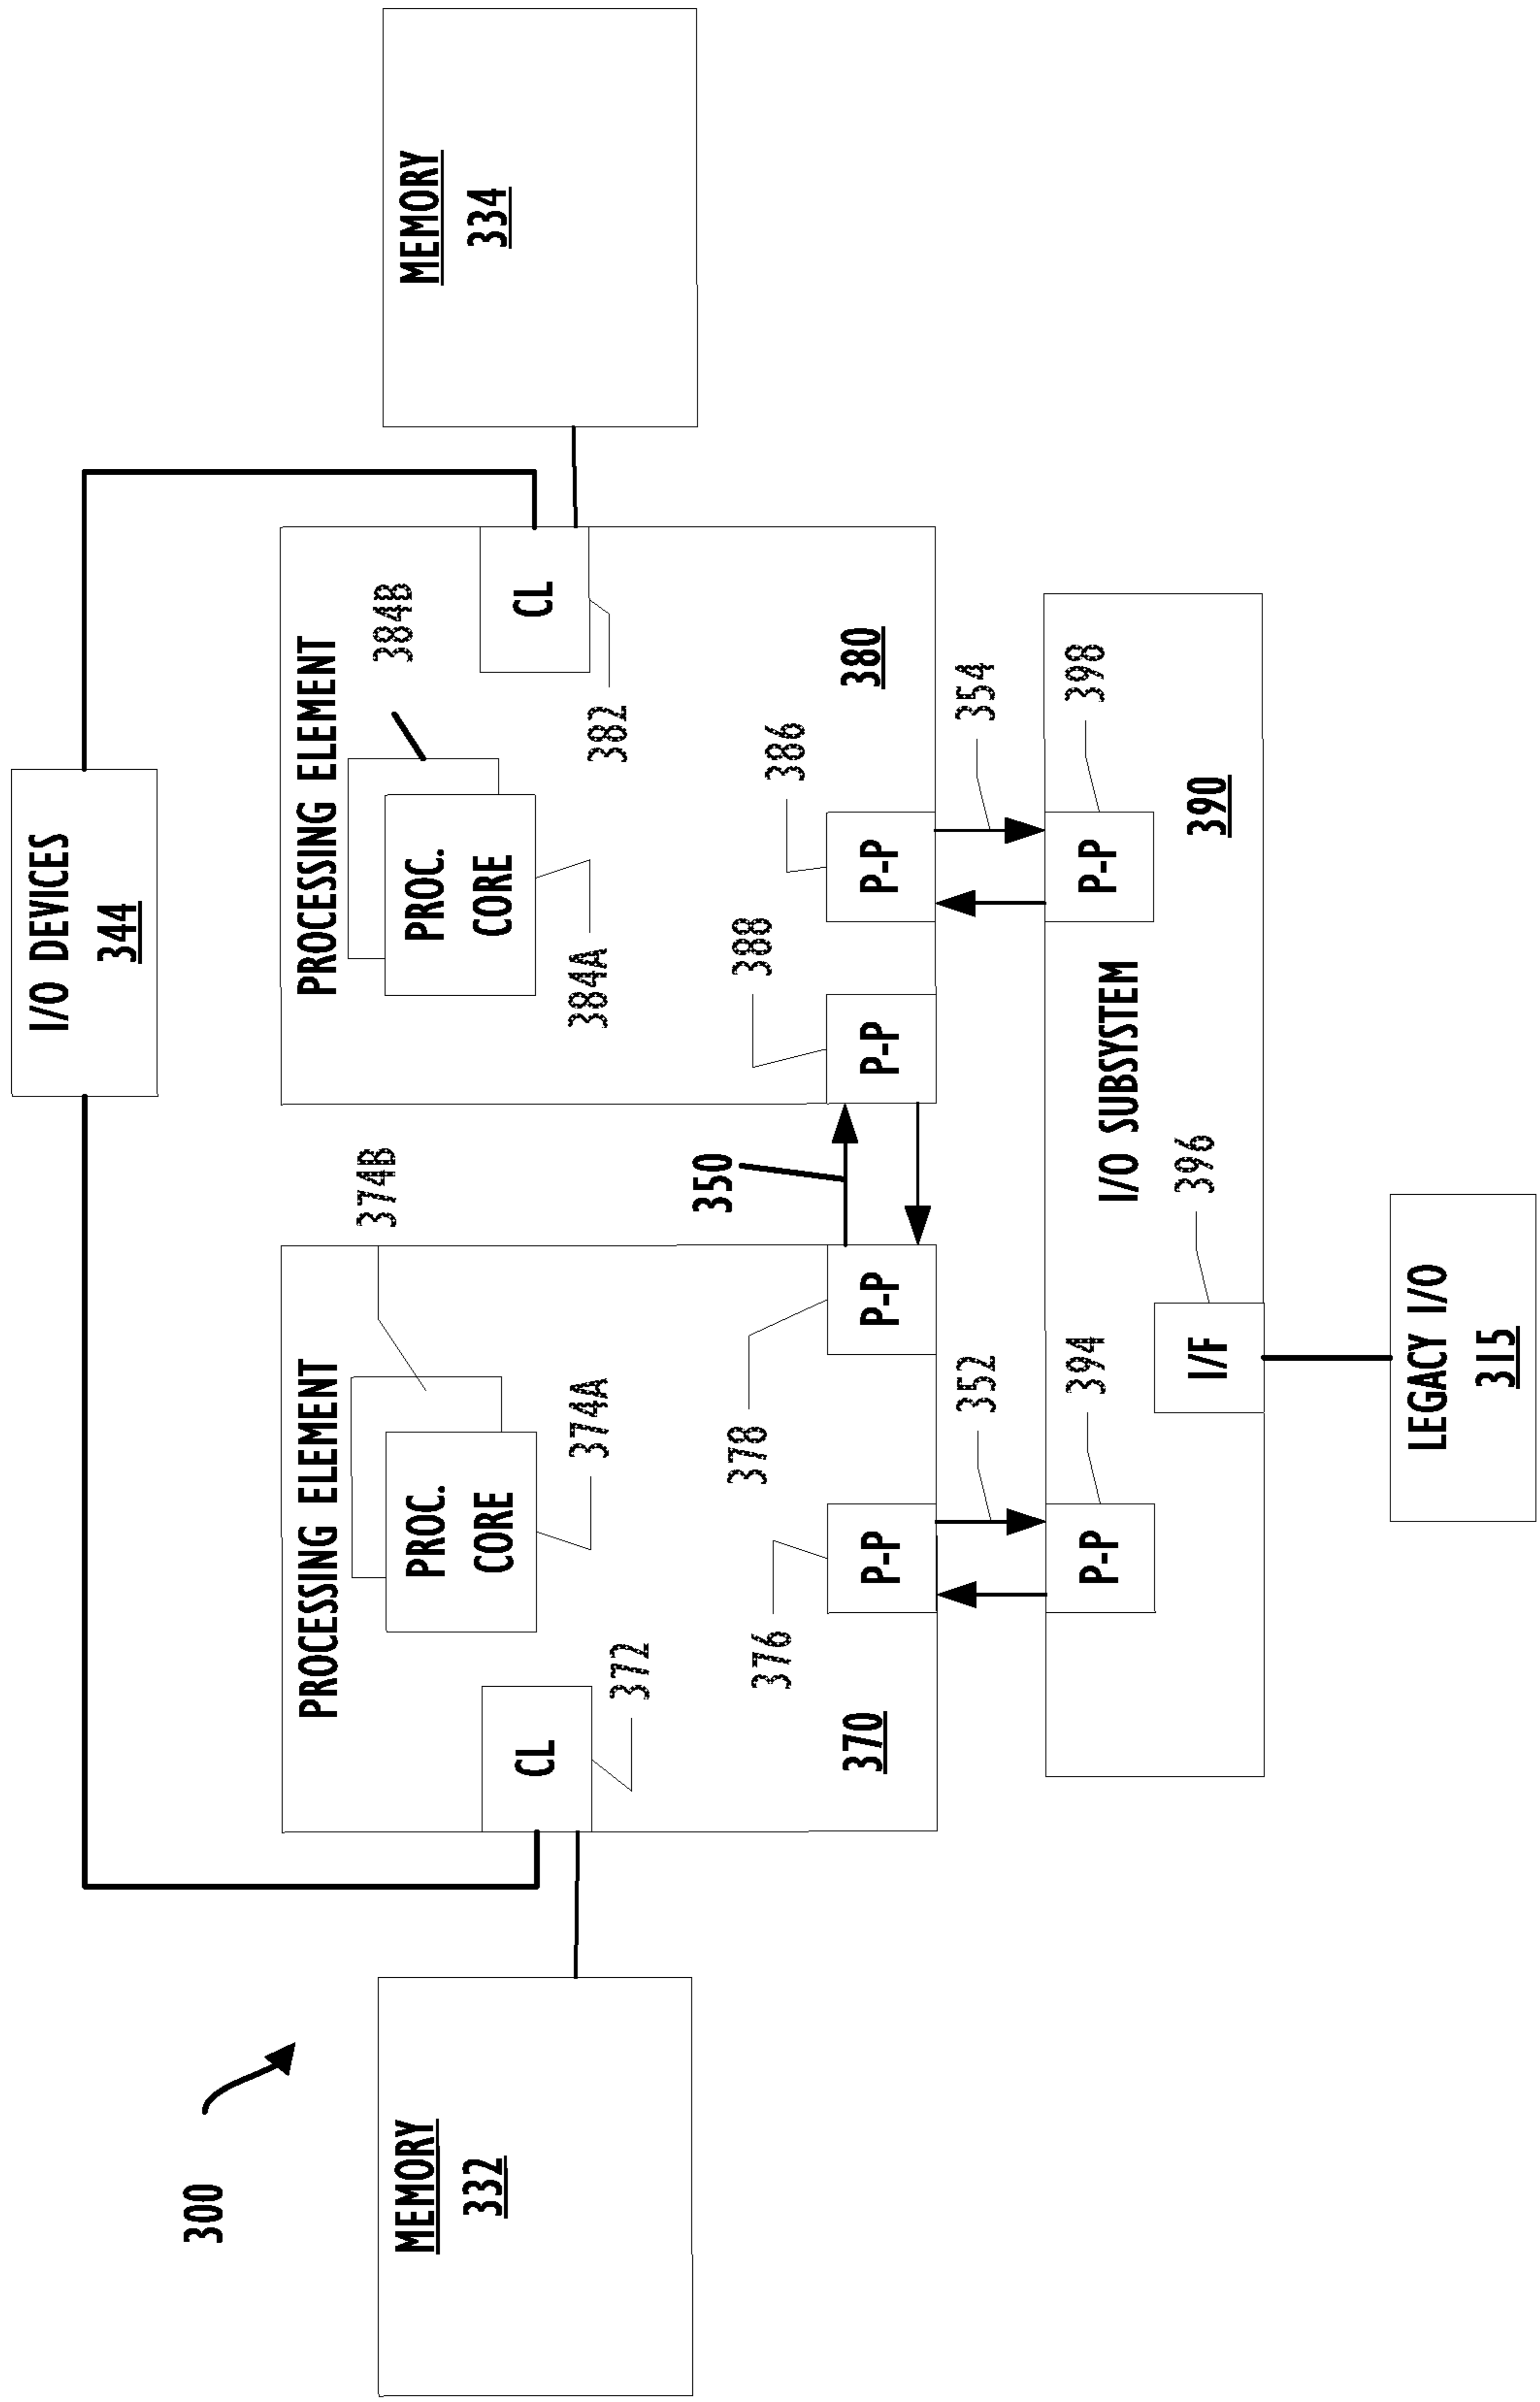 300
I/O DEVICES
344
MEMORY
332
MEMORY
334
PROCESSING ELEMENT
374B
PROC.
CORE
374A
CL
372
378
P-P
376
P-P
370
350
PROCESSING ELEMENT
384B
PROC.
CORE
384A
CL
382
388
P-P
386
P-P
380
352
354
394
P-P
398
P-P
I/O SUBSYSTEM
390
396
I/F
LEGACY I/O
315